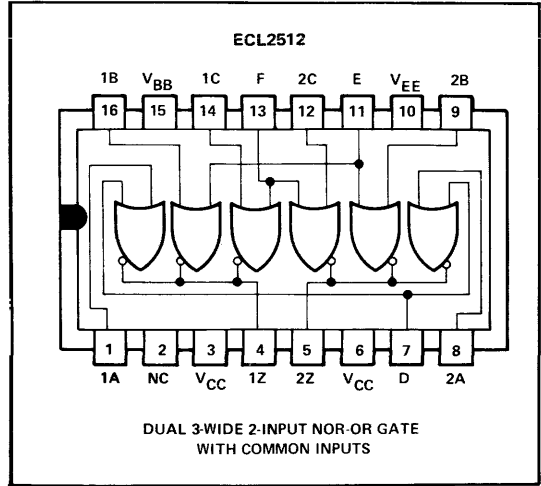 ECL2512
1B VBB 1C F 2C E VEE 2B
16 15 14 13 12 11 10 9
1 2 3 4 5 6 7 8
1A NC VCC 1Z 2Z VCC D 2A
DUAL 3-WIDE 2-INPUT NOR-OR GATE
WITH COMMON INPUTS